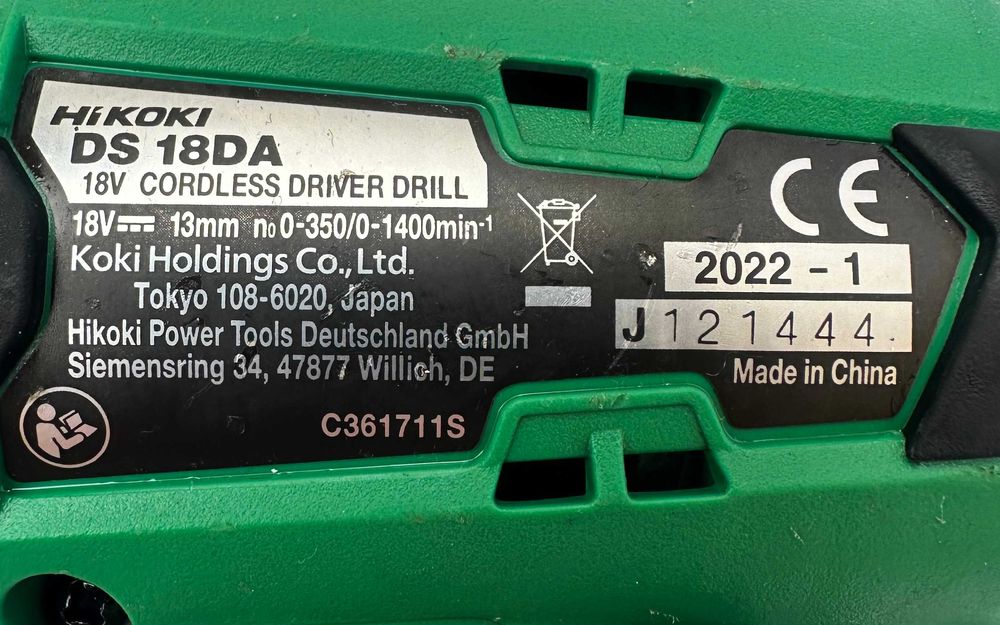 HiKOKI
DS 18DA
18V CORDLESS DRIVER DRILL
18V⎓ 13mm n₀ 0-350/0-1400min⁻¹
Koki Holdings Co., Ltd.
Tokyo 108-6020, Japan
Hikoki Power Tools Deutschland GmbH
Siemensring 34, 47877 Willich, DE
C361711S
CE
2022 - 1
J121444
Made in China